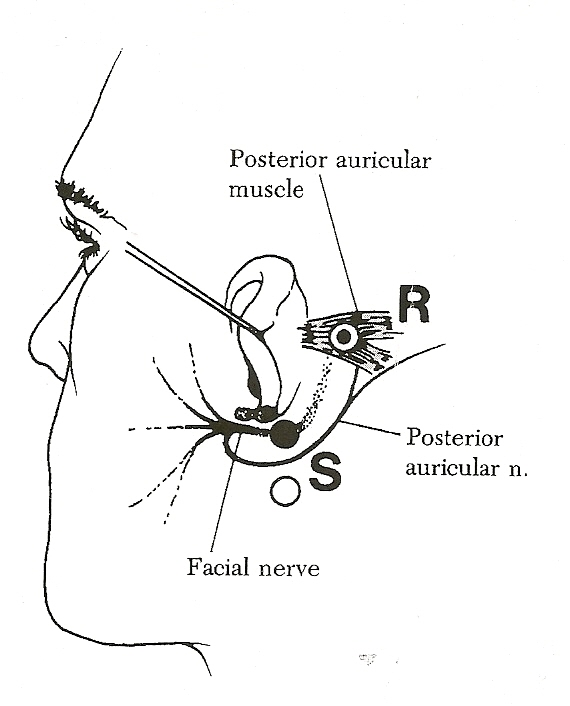 Posterior auricular
muscle
R
Posterior
auricular n.
S
Facial nerve